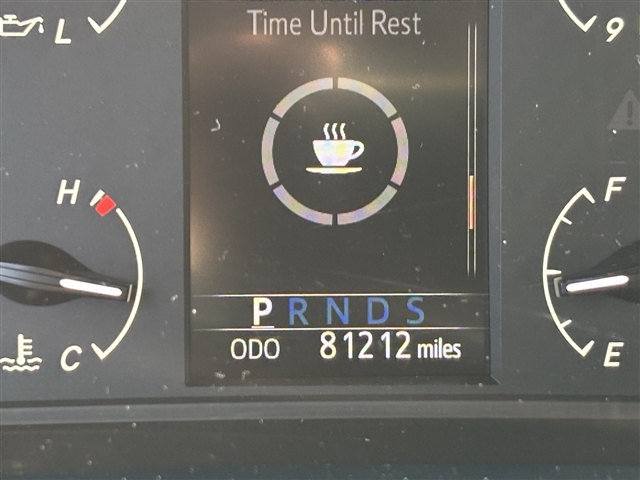 Time Until Rest
L
9
H
F
P R N D S
ODO 81212 miles
C
E